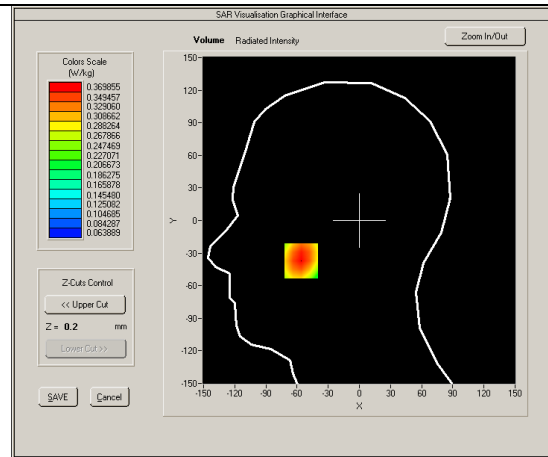 SAR Visualisation Graphical Interface
Volume Radiated Intensity
Zoom In/Out
Colors Scale
(W/kg)
0.369855
0.349457
0.329060
0.308662
0.288264
0.267866
0.247469
0.227071
0.206673
0.186275
0.165878
0.145480
0.125082
0.104685
0.084287
0.063889
Z-Cuts Control
<< Upper Cut
Z = 0.2 mm
Lower Cut >>
SAVE Cancel
150
120
90
60
30
0
-30
-60
-90
-120
-150
Y
-150 -120 -90 -60 -30 0 30 60 90 120 150
X